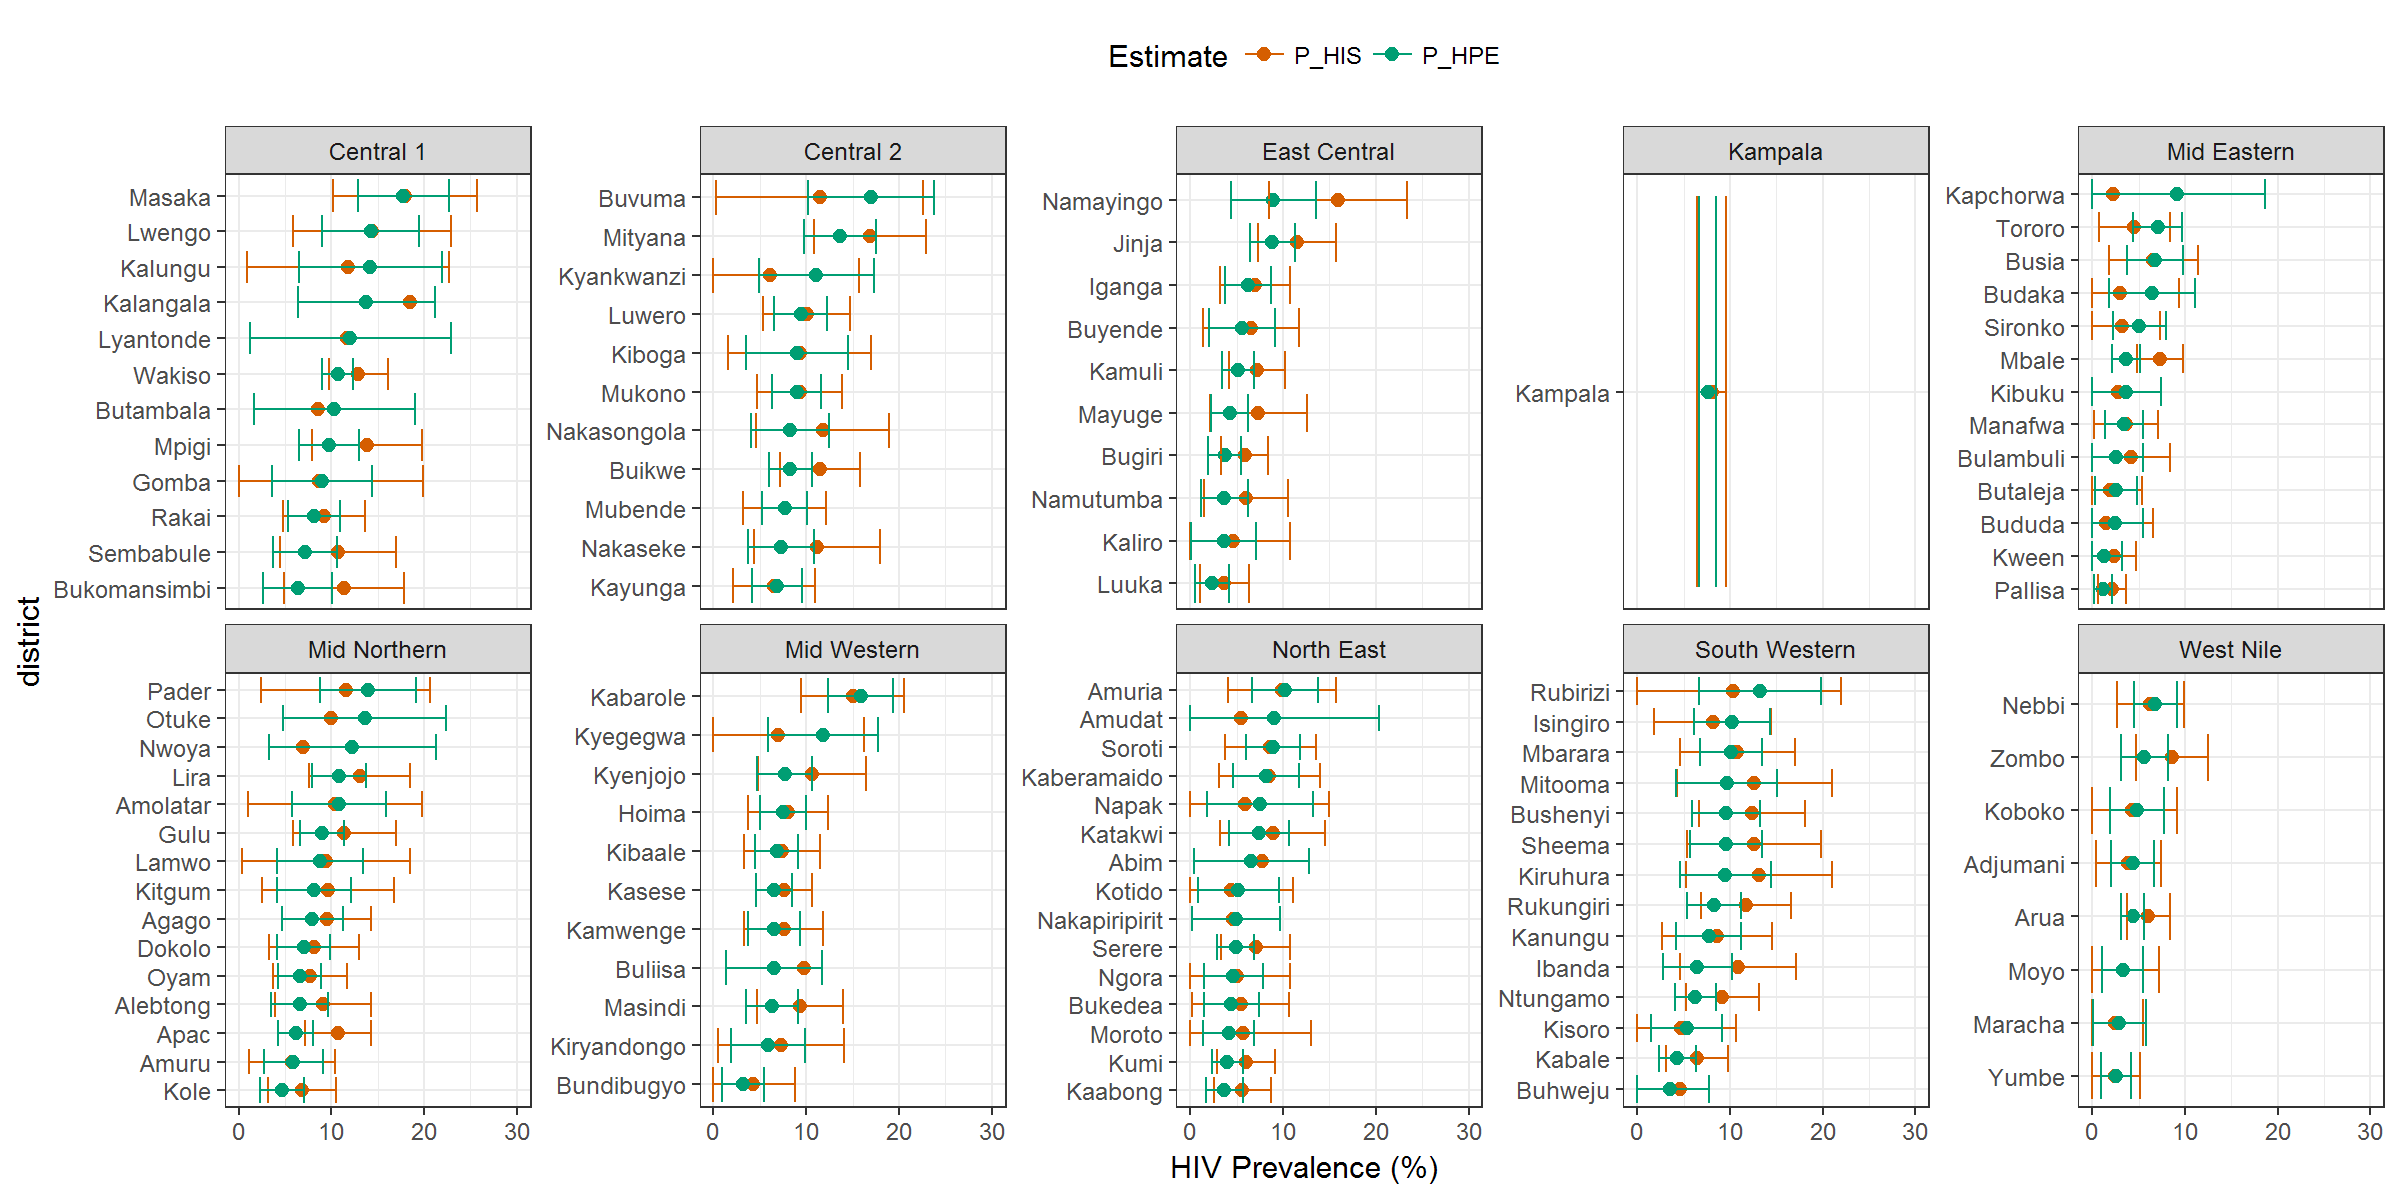 Estimate P_HIS P_HPE
Central 1
Masaka
Lwengo
Kalungu
Kalangala
Lyantonde
Wakiso
Butambala
Mpigi
Gomba
Rakai
Sembabule
Bukomansimbi
Central 2
Buvuma
Mityana
Kyankwanzi
Luwero
Kiboga
Mukono
Nakasongola
Buikwe
Mubende
Nakaseke
Kayunga
East Central
Namayingo
Jinja
Iganga
Buyende
Kamuli
Mayuge
Bugiri
Namutumba
Kaliro
Luuka
Kampala
Kampala
Mid Eastern
Kapchorwa
Tororo
Busia
Budaka
Sironko
Mbale
Kibuku
Manafwa
Bulambuli
Butaleja
Bududa
Kween
Pallisa
district
Mid Northern
Pader
Otuke
Nwoya
Lira
Amolatar
Gulu
Lamwo
Kitgum
Agago
Dokolo
Oyam
Alebtong
Apac
Amuru
Kole
0 10 20 30
Mid Western
Kabarole
Kyegegwa
Kyenjojo
Hoima
Kibaale
Kasese
Kamwenge
Buliisa
Masindi
Kiryandongo
Bundibugyo
0 10 20 30
North East
Amuria
Amudat
Soroti
Kaberamaido
Napak
Katakwi
Abim
Kotido
Nakapiripirit
Serere
Ngora
Bukedea
Moroto
Kumi
Kaabong
0 10 20 30
South Western
Rubirizi
Isingiro
Mbarara
Mitooma
Bushenyi
Sheema
Kiruhura
Rukungiri
Kanungu
Ibanda
Ntungamo
Kisoro
Kabale
Buhweju
0 10 20 30
West Nile
Nebbi
Zombo
Koboko
Adjumani
Arua
Moyo
Maracha
Yumbe
0 10 20 30
HIV Prevalence (%)